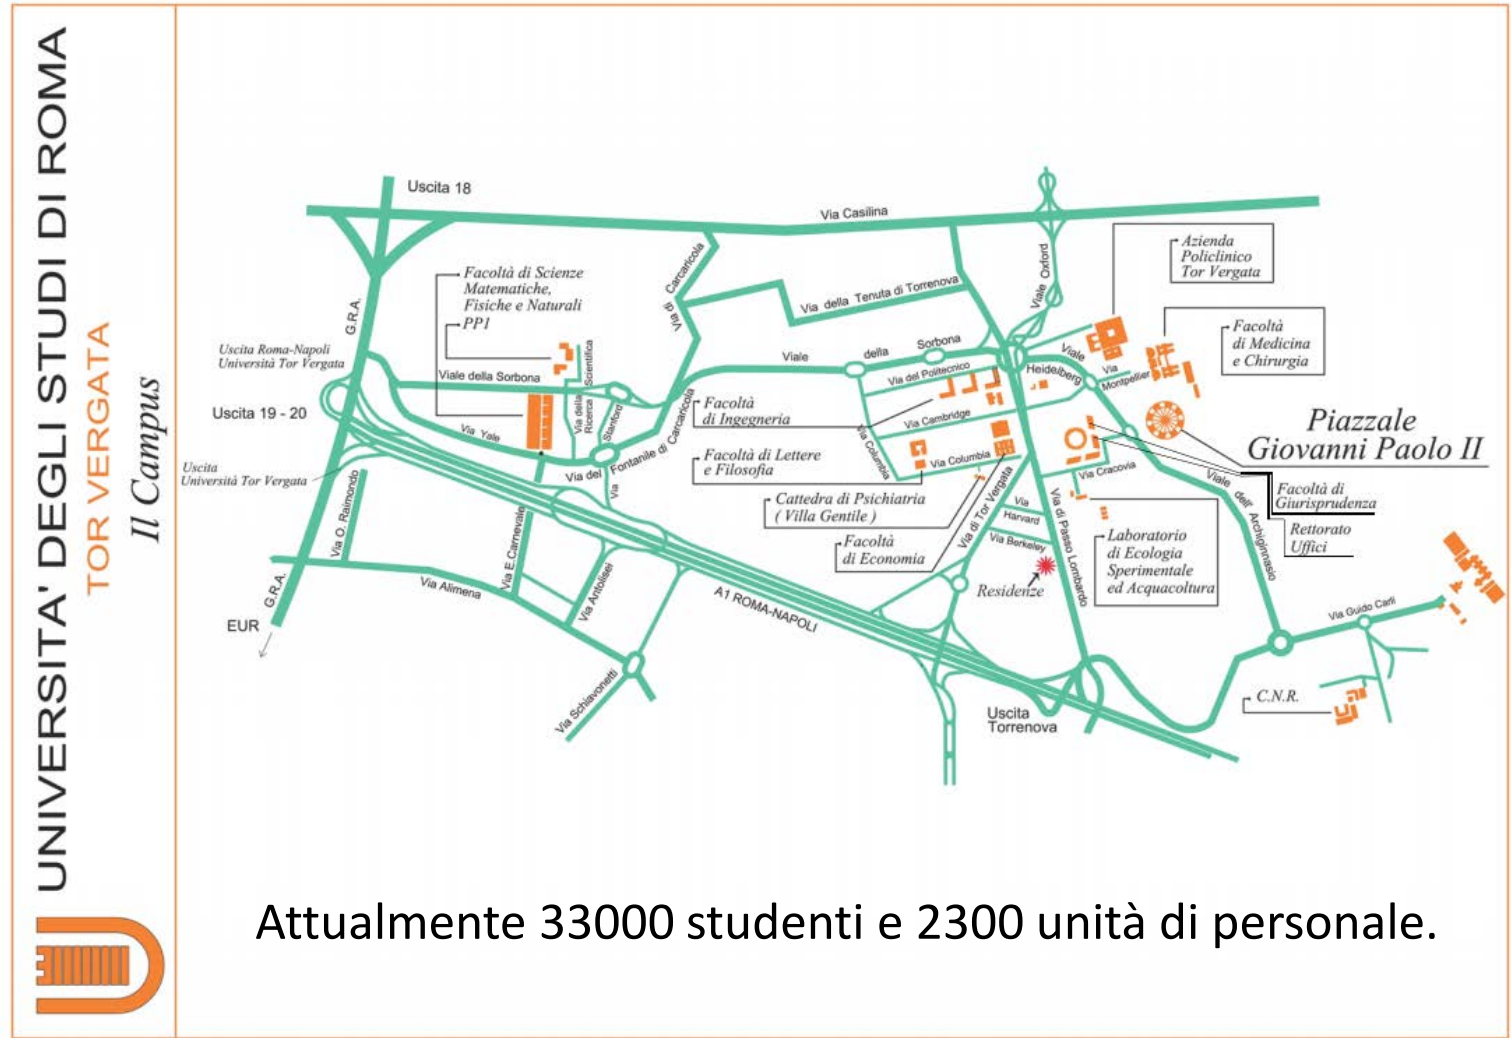 UNIVERSITA' DEGLI STUDI DI ROMA
TOR VERGATA
Il Campus
Uscita 18
Via Casilina
Azienda
Policlinico
Tor Vergata
Facoltà di Scienze
Matematiche,
Fisiche e Naturali
PP1
Via di Carcaricola
Viale Oxford
Via della Tenuta di Torrenova
G.R.A.
Uscita Roma-Napoli
Università Tor Vergata
Facoltà
di Medicina
e Chirurgia
Viale della Sorbona
Viale della Sorbona
Via della
Ricerca Scientifica
Viale Heidelberg
Via
Montpellier
Via del Politecnico
Uscita 19 - 20
Facoltà
di Ingegneria
Via Cambridge
Piazzale
Giovanni Paolo II
Via Yale
Stanford
Via
Via del Fontanile di Carcaricola
Via Columbia
Facoltà di Lettere
e Filosofia
Via Columbia
Via Cracovia
Uscita
Università Tor Vergata
Viale dell' Archiginnasio
Facoltà di
Giurisprudenza
Cattedra di Psichiatria
( Villa Gentile )
Via di Tor Vergata
Via
Harvard
Via di Passo Lombardo
Rettorato
Uffici
Via O. Raimondo
Via E.Carnevale
Facoltà
di Economia
Via Berkeley
Laboratorio
di Ecologia
Sperimentale
ed Acquacoltura
Residenze
G.R.A.
Via Alimena
Via Antolisei
A1 ROMA-NAPOLI
Via Guido Carli
EUR
Via Schiavonetti
Uscita
Torrenova
C.N.R.
Attualmente 33000 studenti e 2300 unità di personale.